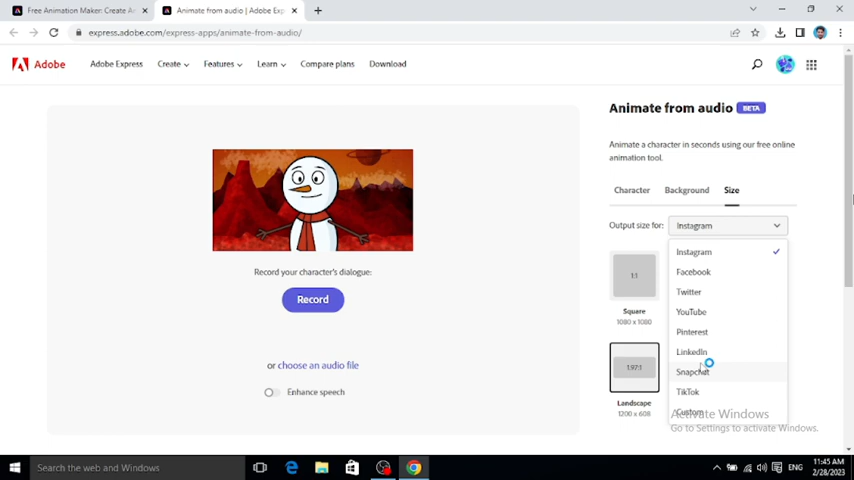 Free Animation Maker: Create An
Animate from audio | Adobe Exp
express.adobe.com/express-apps/animate-from-audio/
Adobe
Adobe Express
Create
Features
Learn
Compare plans
Download
Animate from audio BETA
Animate a character in seconds using our free online
animation tool.
Character
Background
Size
Output size for:
Instagram
Instagram
Facebook
Twitter
YouTube
Pinterest
LinkedIn
Snapchat
TikTok
Custom
1:1
Square
1080 x 1080
1.97:1
Landscape
1200 x 608
Record your character's dialogue:
Record
or choose an audio file
Enhance speech
Activate Windows
Go to Settings to activate Windows.
Search the web and Windows
ENG
11:45 AM
2/28/2023